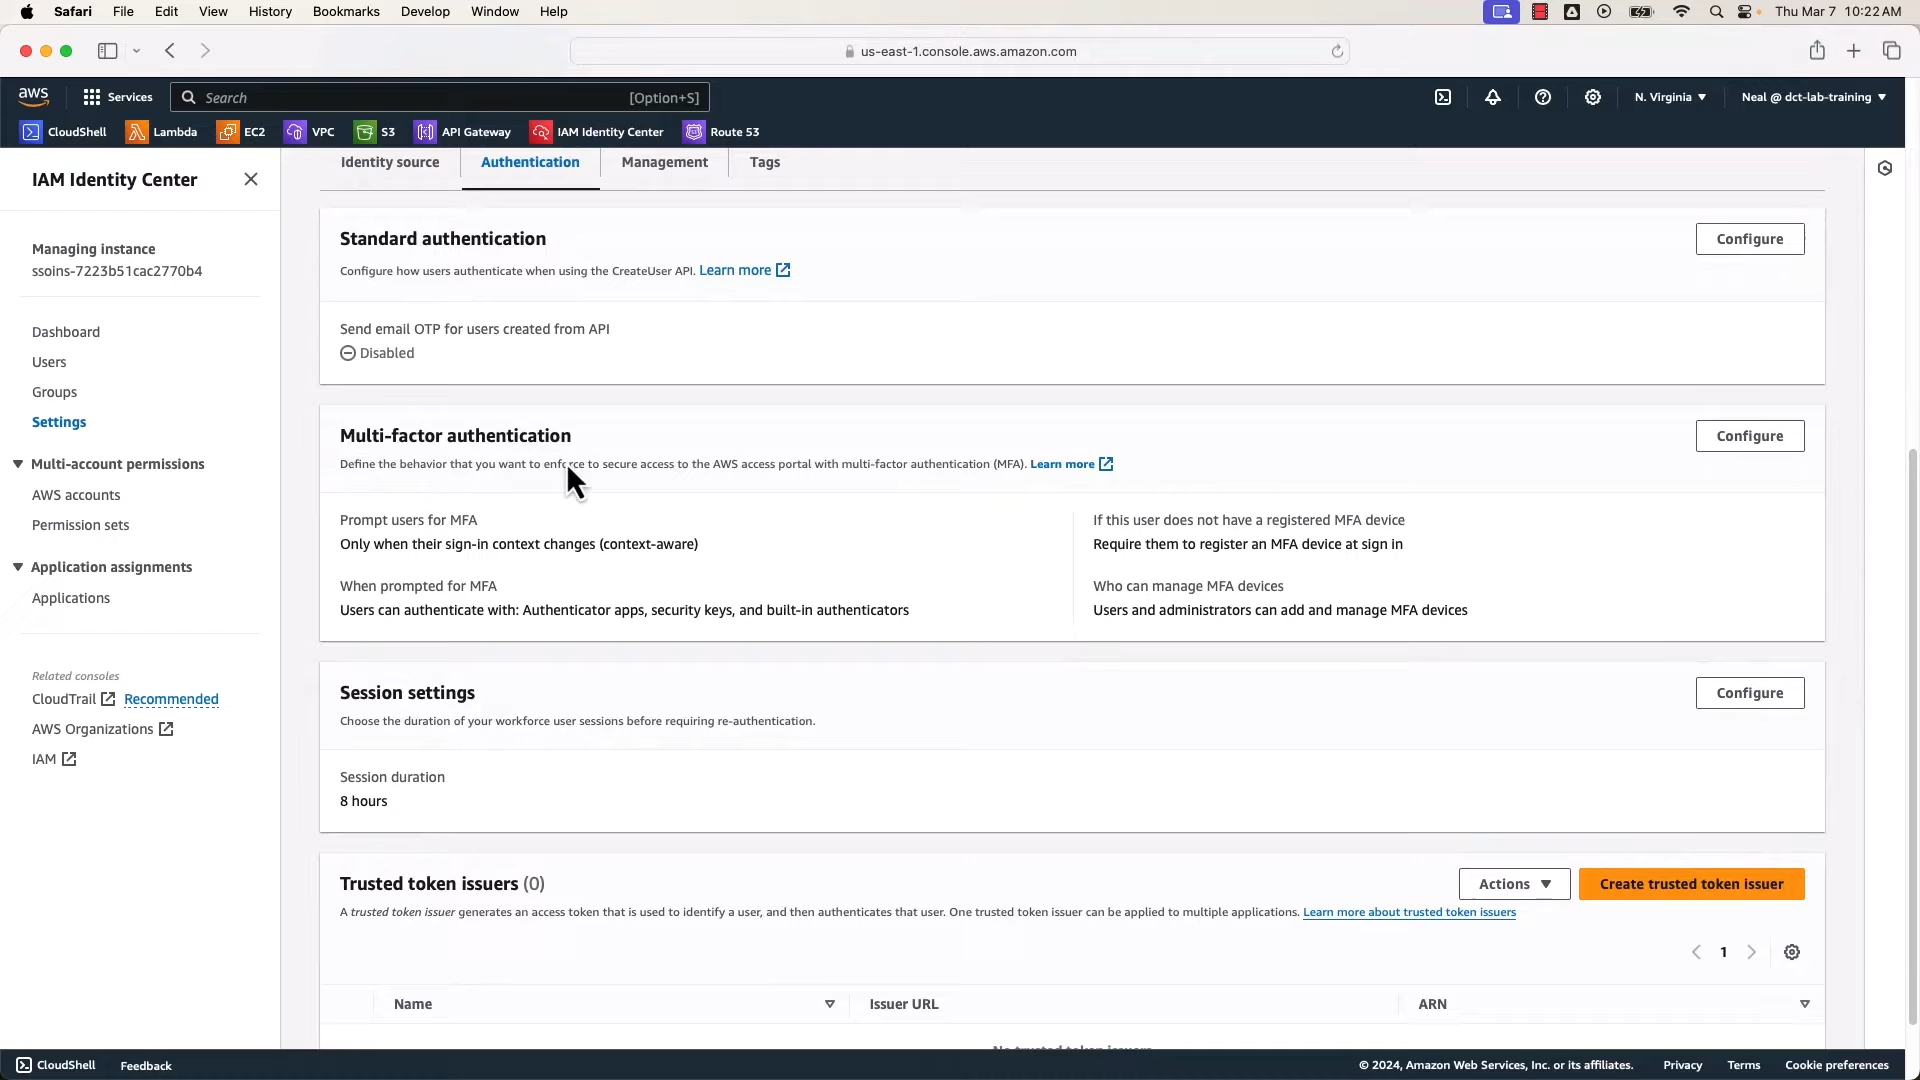 Safari File Edit View History Bookmarks Develop Window Help Thu Mar 7 10:22 AM
us-east-1.console.aws.amazon.com
aws Services Search [Option+S] N. Virginia Neal @ dct-lab-training
CloudShell Lambda EC2 VPC S3 API Gateway IAM Identity Center Route 53
IAM Identity Center
Managing instance
ssoins-7223b51cac2770b4
Dashboard
Users
Groups
Settings
Multi-account permissions
AWS accounts
Permission sets
Application assignments
Applications
Related consoles
CloudTrail Recommended
AWS Organizations
IAM
Identity source Authentication Management Tags
Standard authentication Configure
Configure how users authenticate when using the CreateUser API. Learn more
Send email OTP for users created from API
Disabled
Multi-factor authentication Configure
Define the behavior that you want to enforce to secure access to the AWS access portal with multi-factor authentication (MFA). Learn more
Prompt users for MFA
Only when their sign-in context changes (context-aware)
When prompted for MFA
Users can authenticate with: Authenticator apps, security keys, and built-in authenticators
If this user does not have a registered MFA device
Require them to register an MFA device at sign in
Who can manage MFA devices
Users and administrators can add and manage MFA devices
Session settings Configure
Choose the duration of your workforce user sessions before requiring re-authentication.
Session duration
8 hours
Trusted token issuers (0) Actions Create trusted token issuer
A trusted token issuer generates an access token that is used to identify a user, and then authenticates that user. One trusted token issuer can be applied to multiple applications. Learn more about trusted token issuers
1
Name Issuer URL ARN
No trusted token issuers
CloudShell Feedback © 2024, Amazon Web Services, Inc. or its affiliates. Privacy Terms Cookie preferences